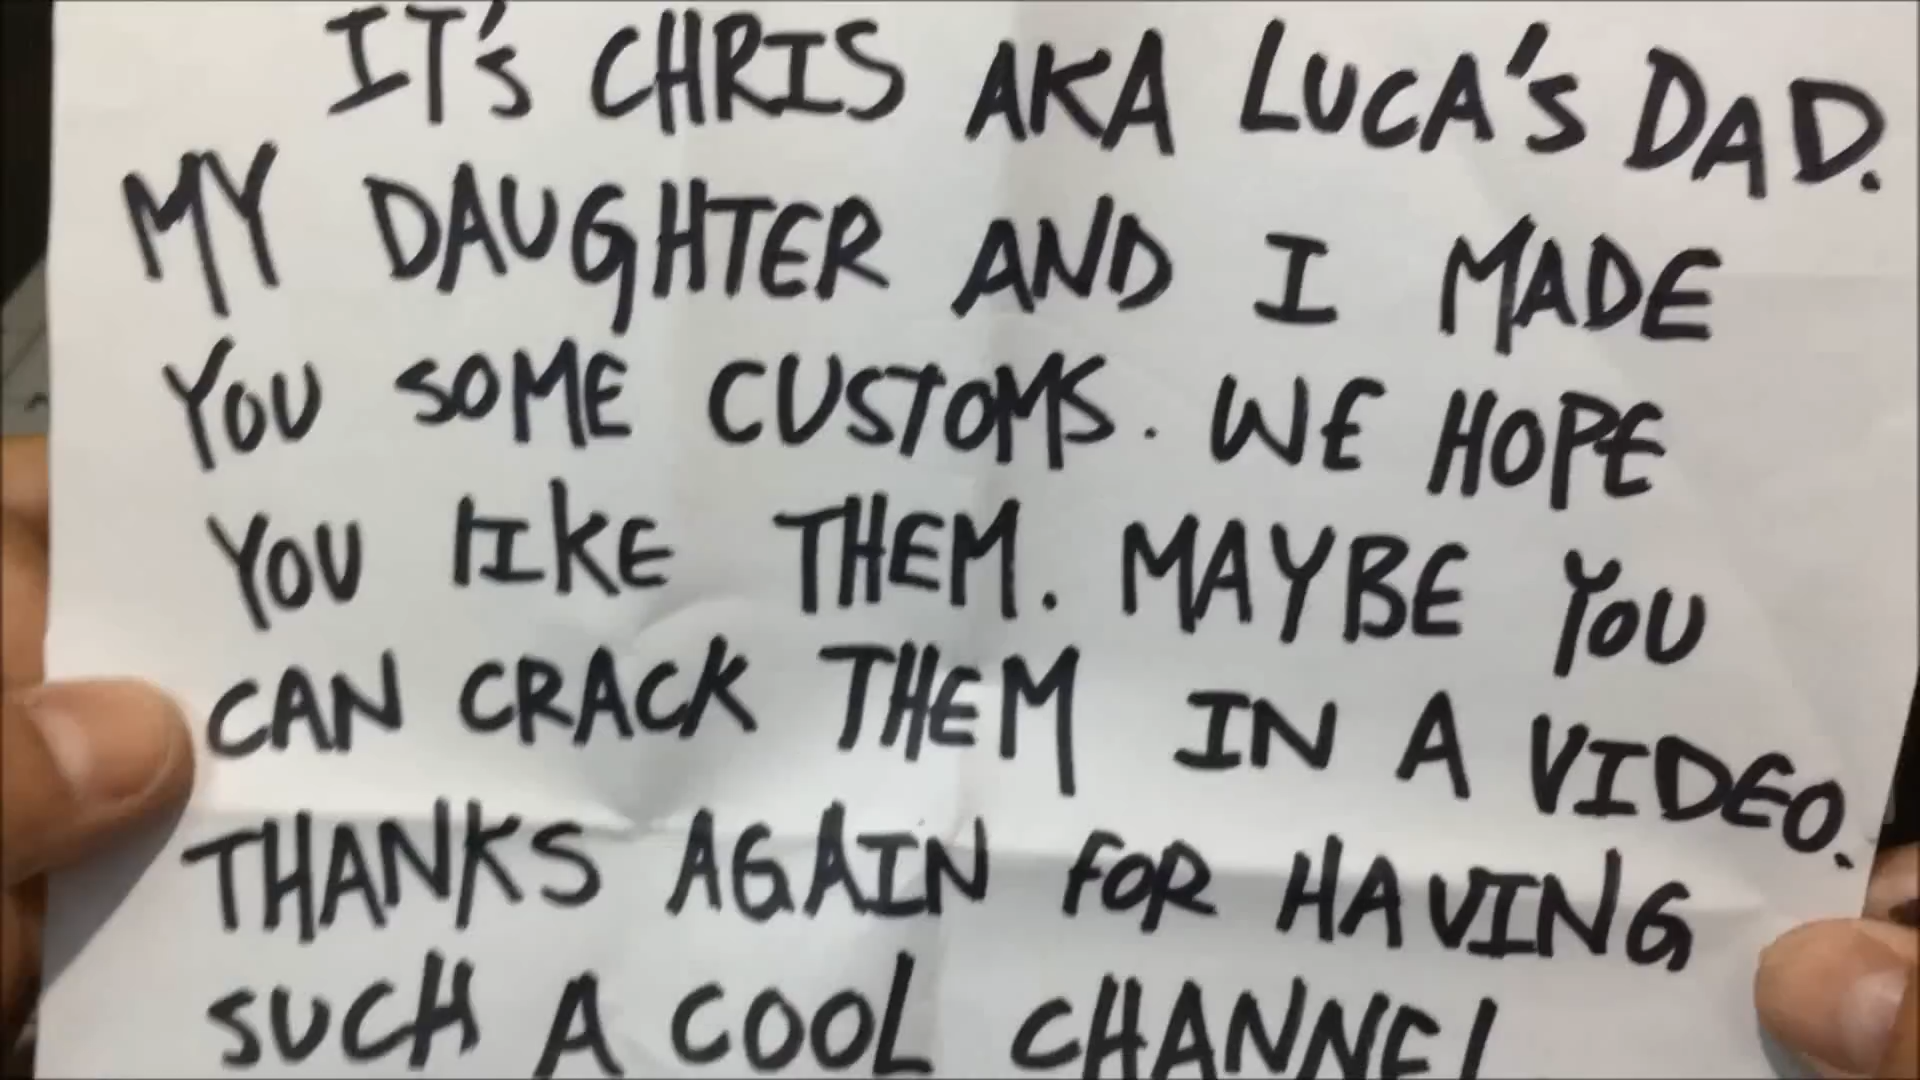 IT's CHRIS AKA LUCA's DAD.
MY DAUGHTER AND I MADE
YOU SOME CUSTOMS. WE HOPE
YOU LIKE THEM. MAYBE YOU
CAN CRACK THEM IN A VIDEO.
THANKS AGAIN FOR HAVING
SUCH A COOL CHANNEL